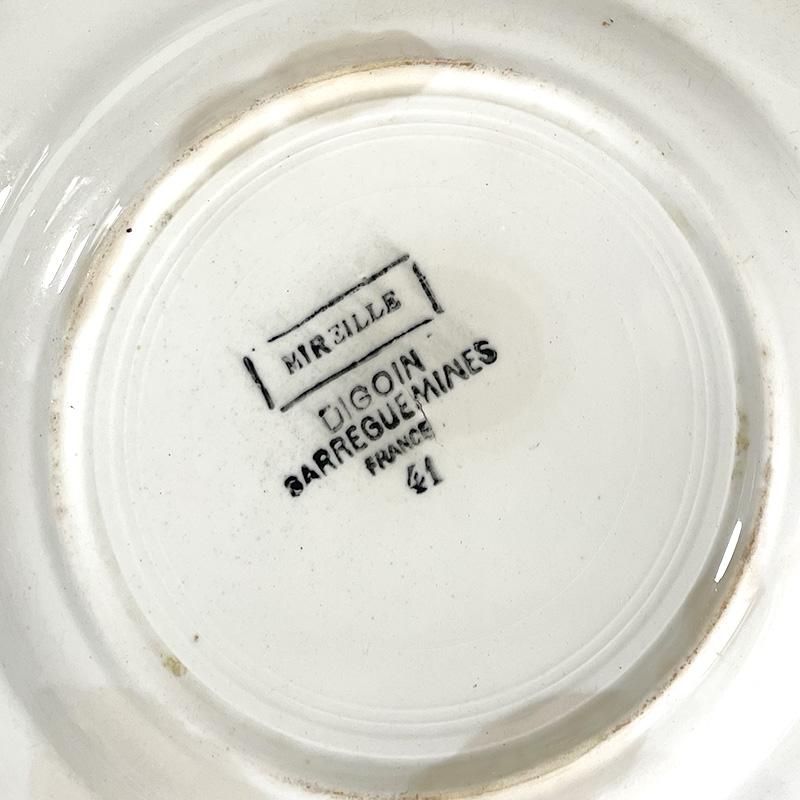 MIREILLE
DIGOIN
SARREGUEMINES
FRANCE
41